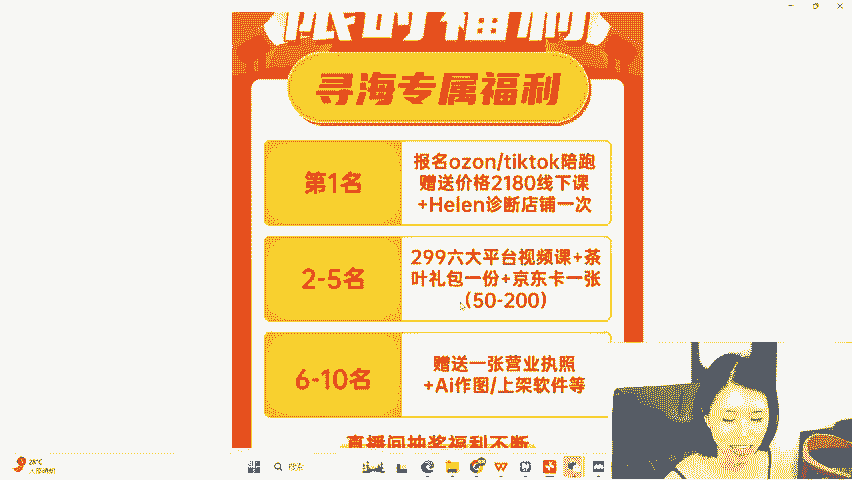 限时福利
寻海专属福利
第1名
报名ozon/tiktok陪跑
赠送价格2180线下课
+Helen诊断店铺一次
2-5名
299六大平台视频课+茶
叶礼包一份+京东卡一张
(50-200)
6-10名
赠送一张营业执照
+Ai作图/上架软件等
直播间抽奖福利不断